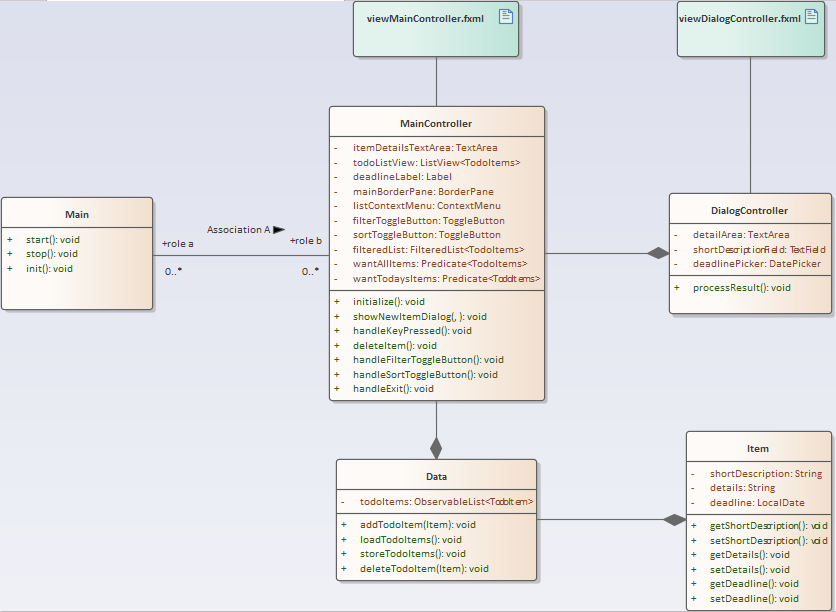 viewMainController.fxml
viewDialogController.fxml
MainController
- itemDetailsTextArea: TextArea
- todoListView: ListView<TodoItems>
- deadlineLabel: Label
- mainBorderPane: BorderPane
- listContextMenu: ContextMenu
- filterToggleButton: ToggleButton
- sortToggleButton: ToggleButton
- filteredList: FilteredList<TodoItems>
- wantAllItems: Predicate<TodoItems>
- wantTodaysItems: Predicate<TodoItems>
+ initialize(): void
+ showNewItemDialog(, ): void
+ handleKeyPressed(): void
+ deleteItem(): void
+ handleFilterToggleButton(): void
+ handleSortToggleButton(): void
+ handleExit(): void
Main
+ start(): void
+ stop(): void
+ init(): void
Association A
+role a
+role b
0..*
0..*
DialogController
- detailArea: TextArea
- shortDescriptionField: TextField
- deadlinePicker: DatePicker
+ processResult(): void
Data
- todoItems: ObservableList<TodoItem>
+ addTodoItem(Item): void
+ loadTodoItems(): void
+ storeTodoItems(): void
+ deleteTodoItem(Item): void
Item
- shortDescription: String
- details: String
- deadline: LocalDate
+ getShortDescription(): void
+ setShortDescription(): void
+ getDetails(): void
+ setDetails(): void
+ getDeadline(): void
+ setDeadline(): void